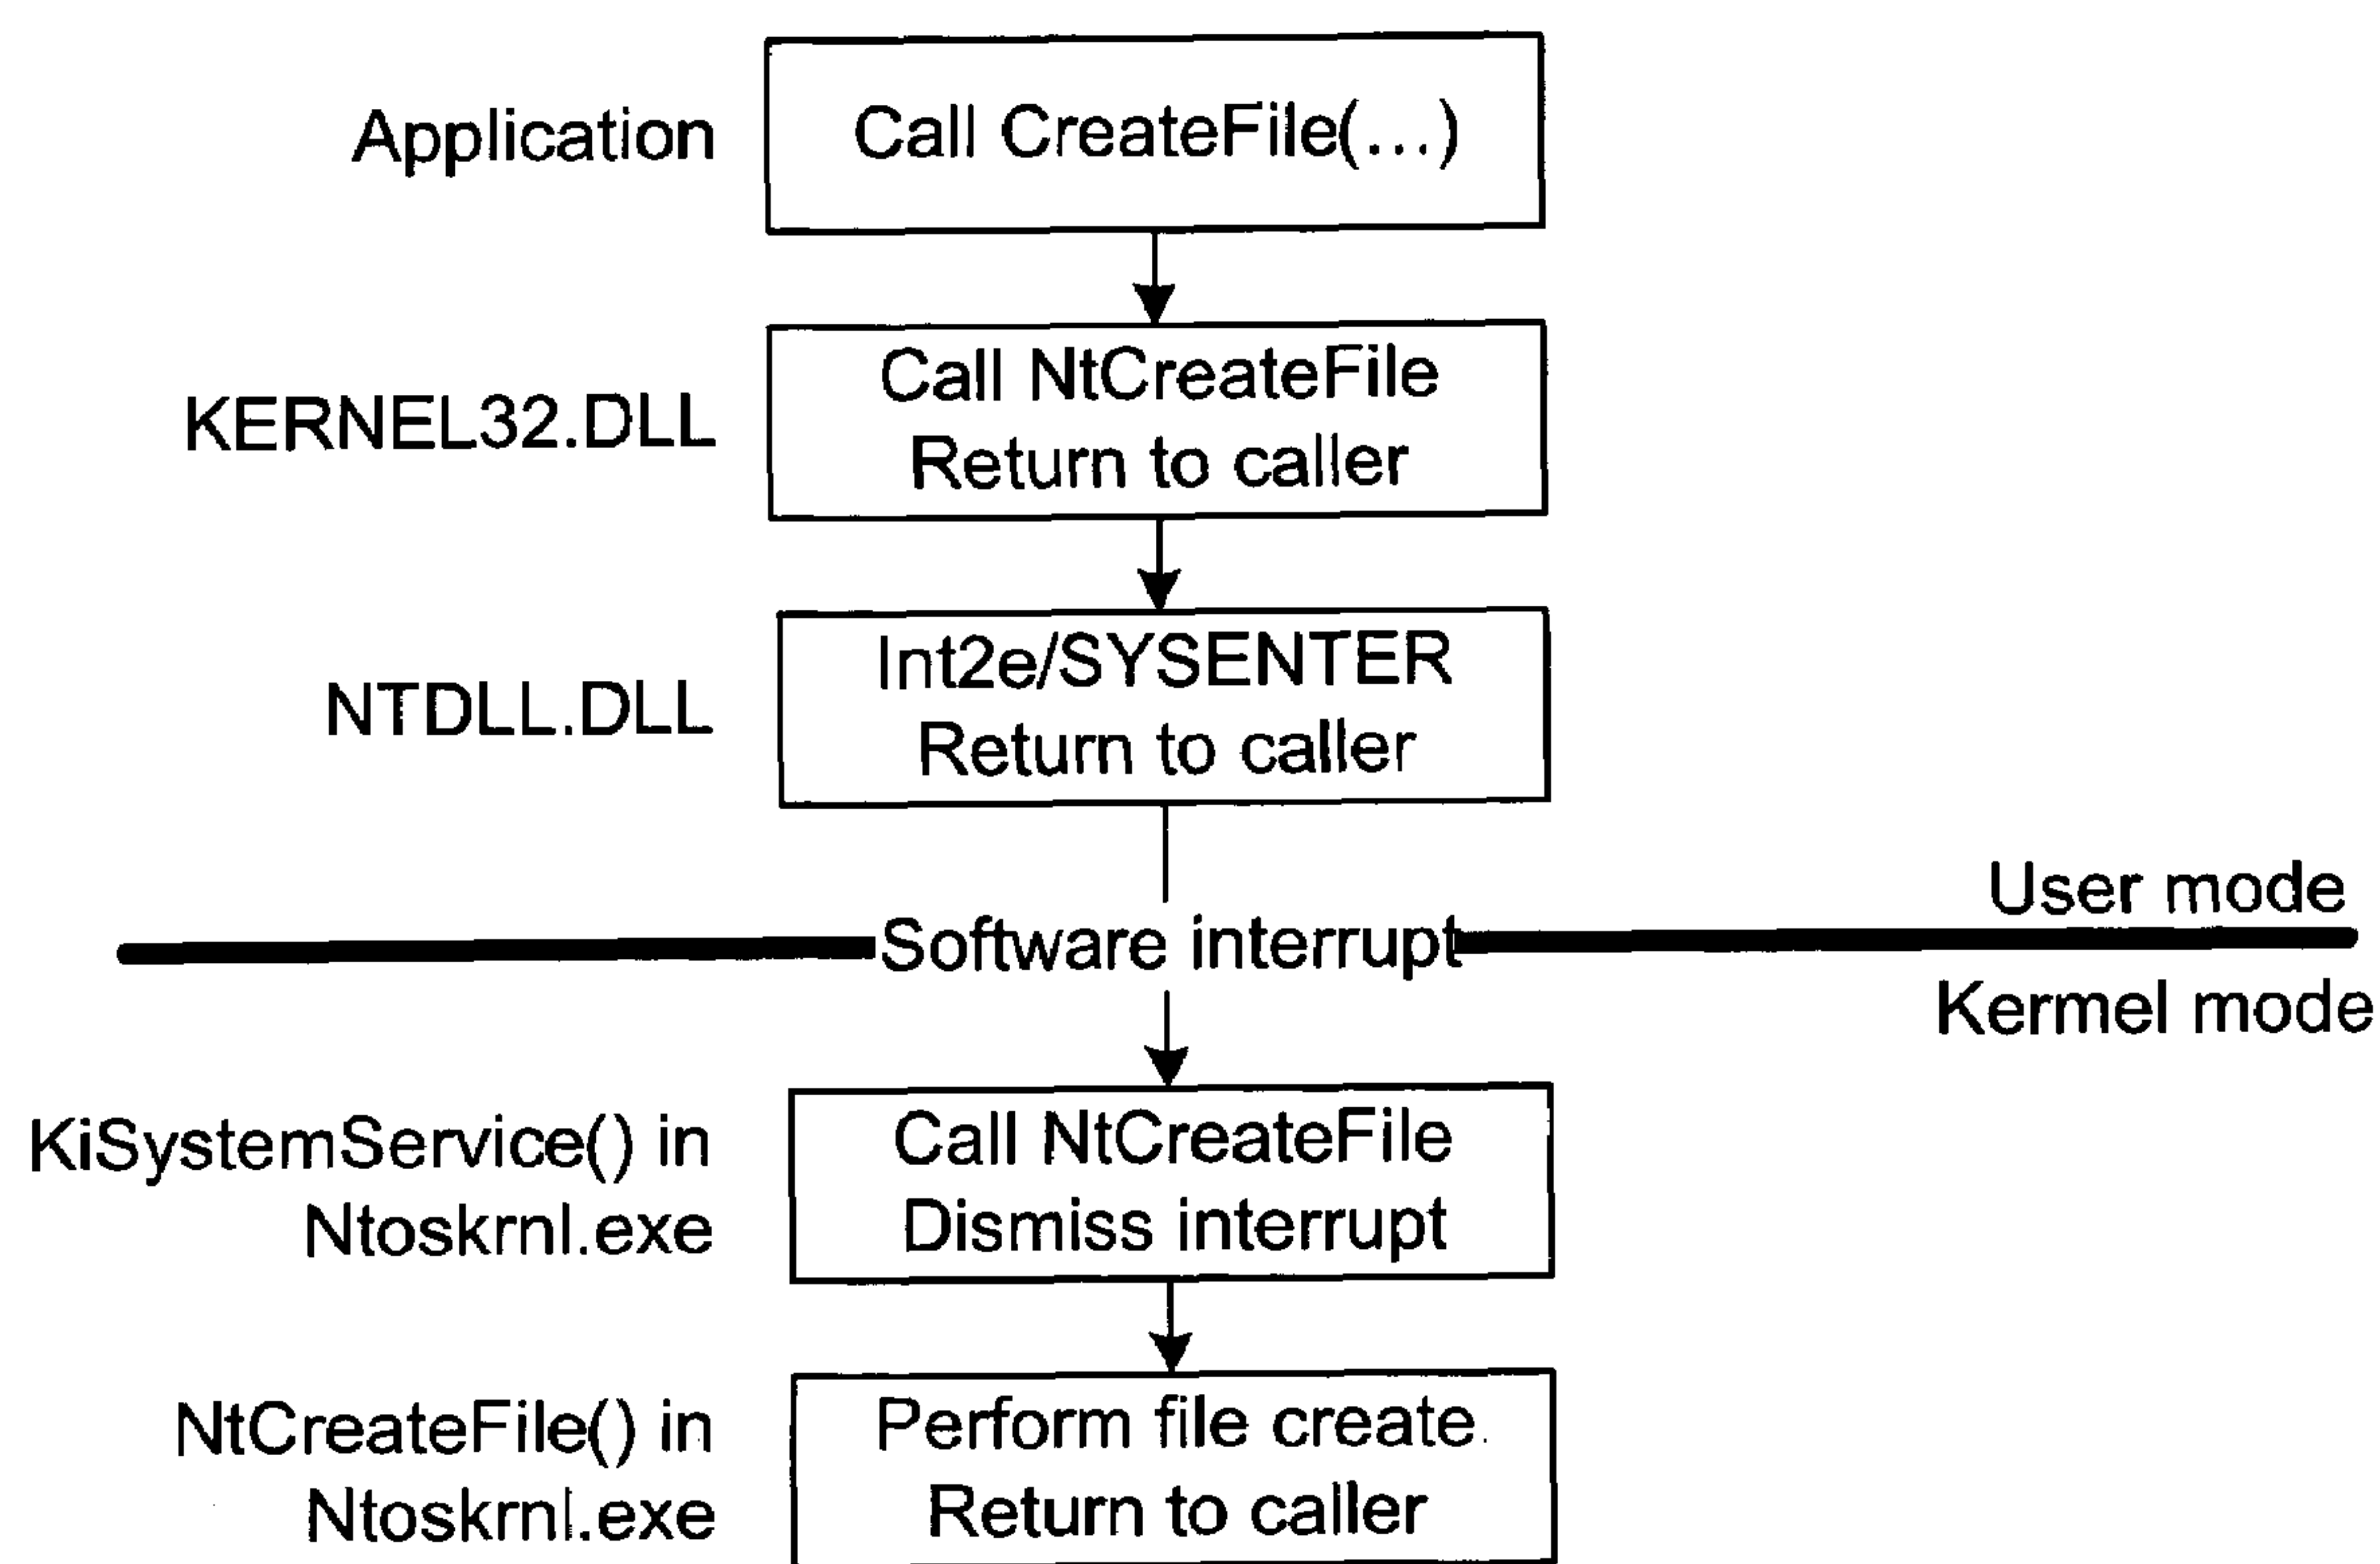 Application
Call CreateFile(...)
KERNEL32.DLL
Call NtCreateFile
Return to caller
NTDLL.DLL
Int2e/SYSENTER
Return to caller
User mode
Software interrupt
Kermel mode
KiSystemService() in
Ntoskrnl.exe
Call NtCreateFile
Dismiss interrupt
NtCreateFile() in
Ntoskrnl.exe
Perform file create.
Return to caller